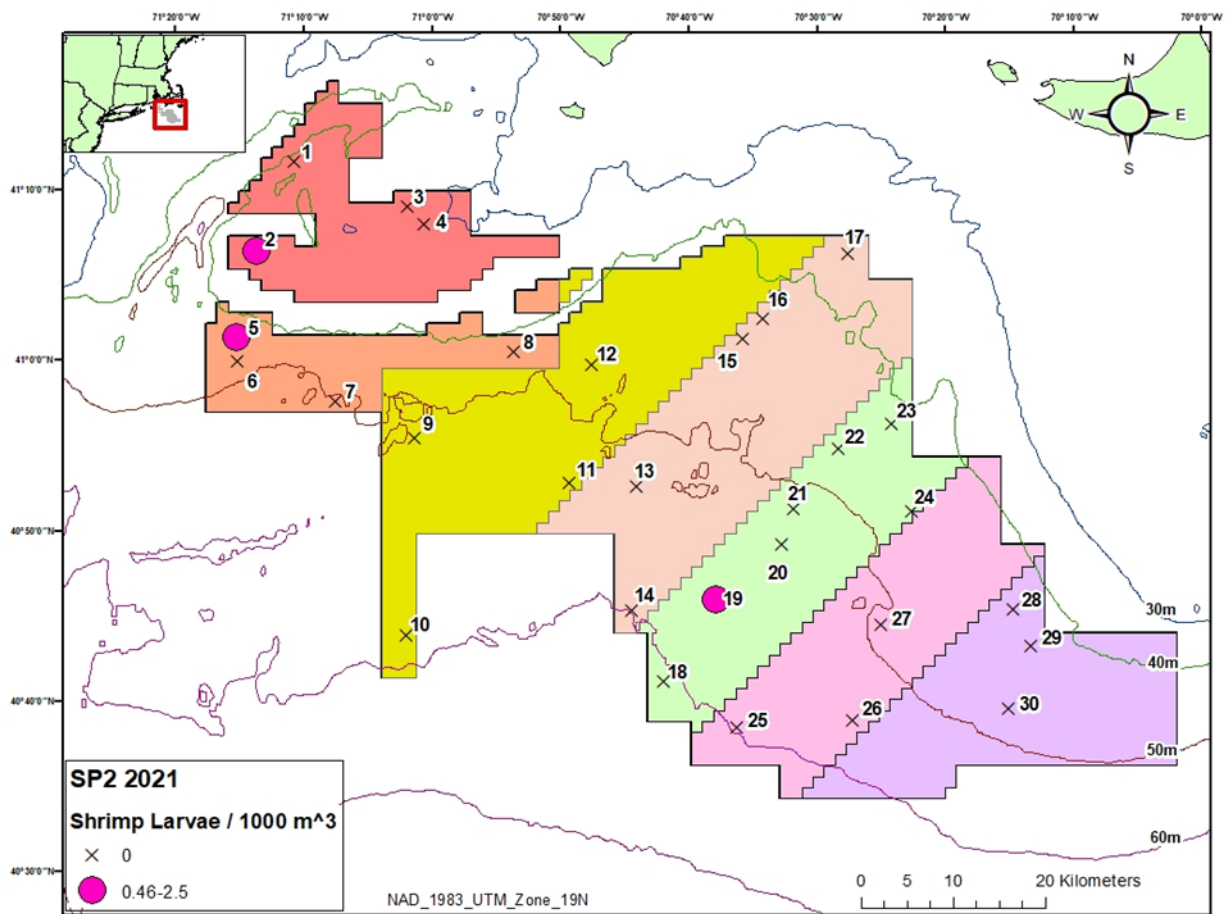 71°20'0"W 71°10'0"W 71°0'0"W 70°50'0"W 70°40'0"W 70°30'0"W 70°20'0"W 70°10'0"W 70°0'0"W
N
W E
S
1
41°10'0"N
3
4
2
17
16
5
15
8
41°0'0"N
12
6
7
9
23
22
11
13
24
21
40°50'0"N
20
14
19
28
30m
10
27
29
40m
18
40°40'0"N
26
30
25
50m
SP2 2021
Shrimp Larvae / 1000 m^3
0
0.46-2.5
60m
40°30'0"N
0 5 10 20 Kilometers
NAD_1983_UTM_Zone_19N